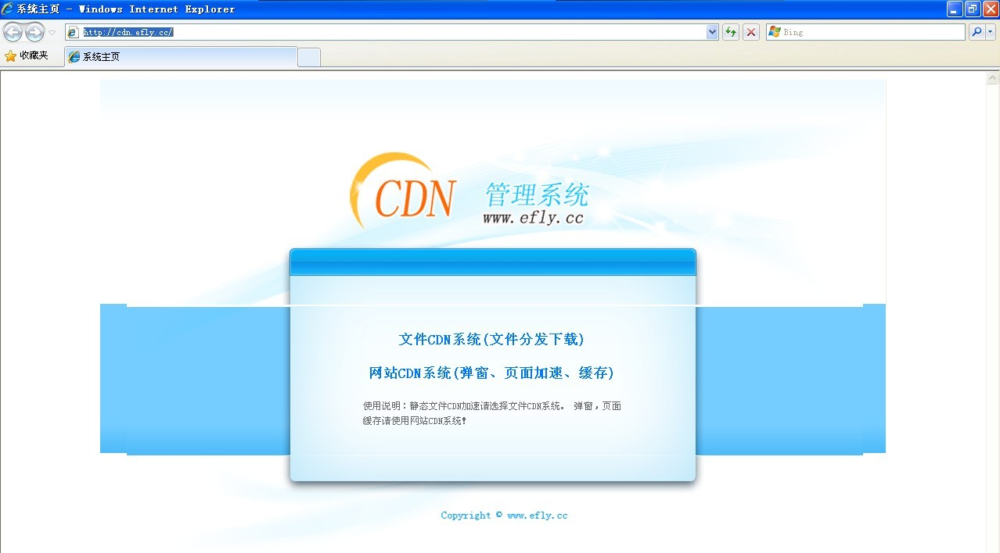 系统主页 - Windows Internet Explorer
http://cdn.efly.cc/
Bing
收藏夹
系统主页
CDN 管理系统
www.efly.cc
文件CDN系统(文件分发下载)
网站CDN系统(弹窗、页面加速、缓存)
使用说明：静态文件CDN加速请选择文件CDN系统。 弹窗，页面
缓存请使用网站CDN系统！
Copyright © www.efly.cc